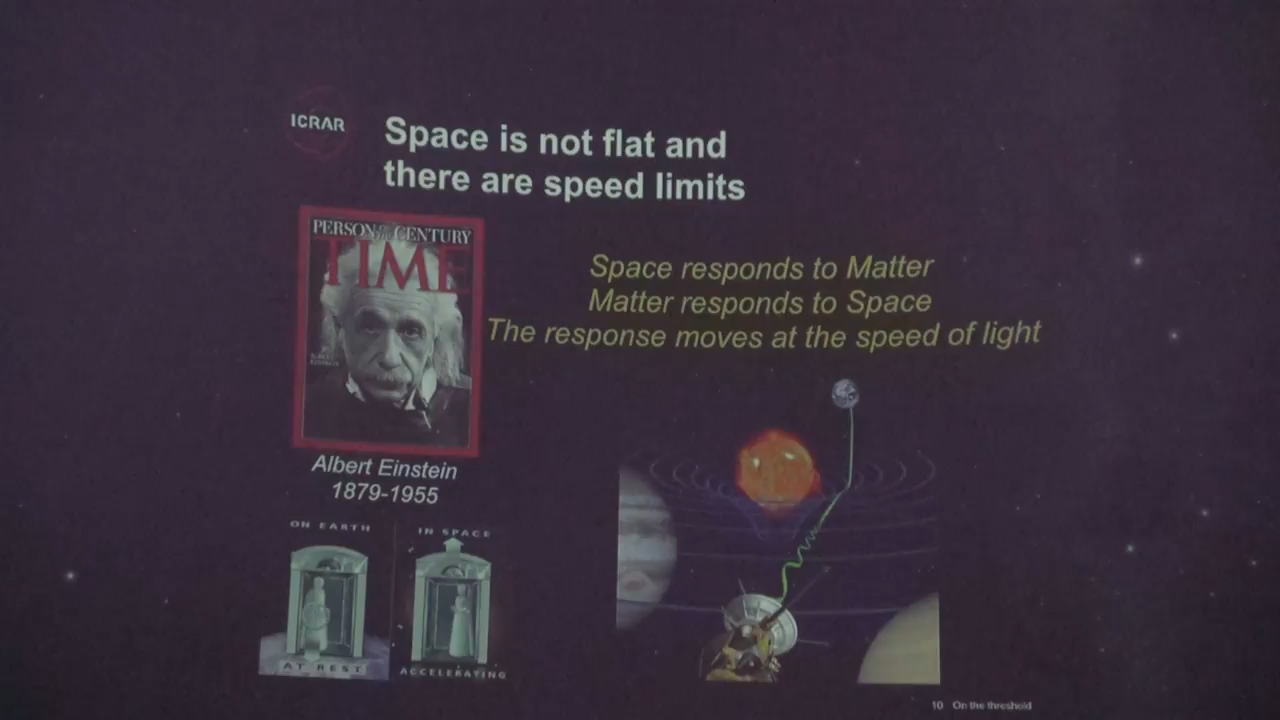 ICRAR
Space is not flat and
there are speed limits
PERSON of the CENTURY
TIME
Space responds to Matter
Matter responds to Space
The response moves at the speed of light
Albert Einstein
1879-1955
ON EARTH
IN SPACE
AT REST
ACCELERATING
10 On the threshold